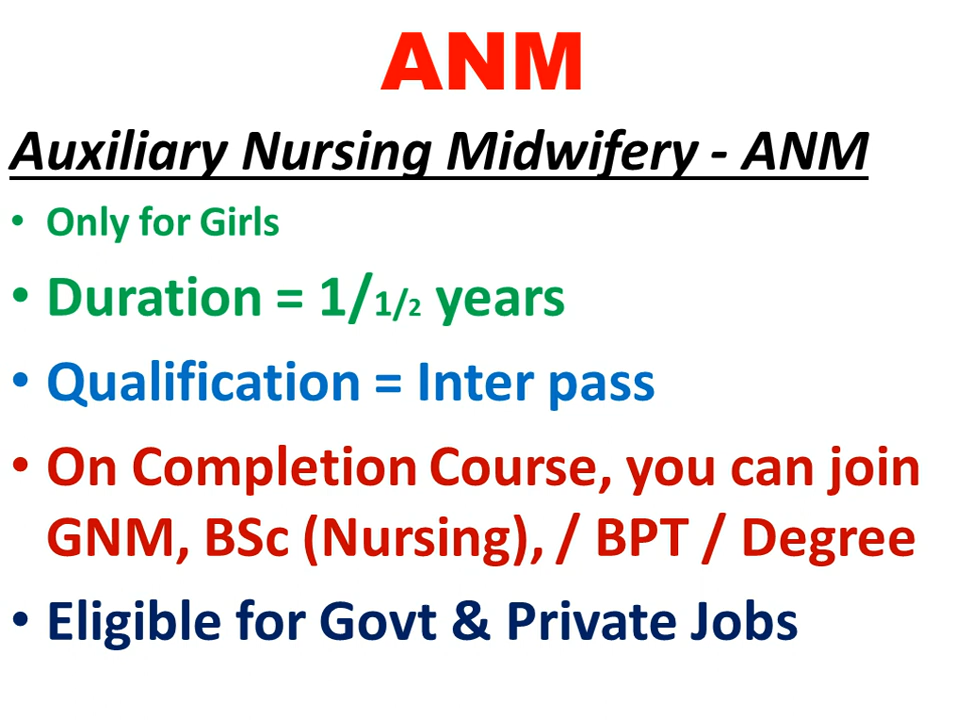 ANM
Auxiliary Nursing Midwifery - ANM
• Only for Girls
• Duration = 1/1/2 years
• Qualification = Inter pass
• On Completion Course, you can join
GNM, BSc (Nursing), / BPT / Degree
• Eligible for Govt & Private Jobs